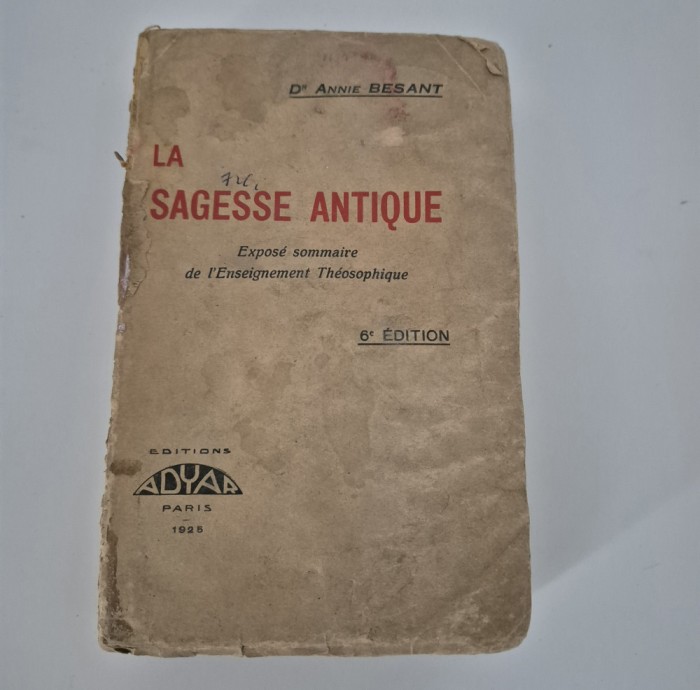 Dr ANNIE BESANT
LA
SAGESSE ANTIQUE
Exposé sommaire
de l'Enseignement Théosophique
6e ÉDITION
EDITIONS
ADYAR
PARIS
1925